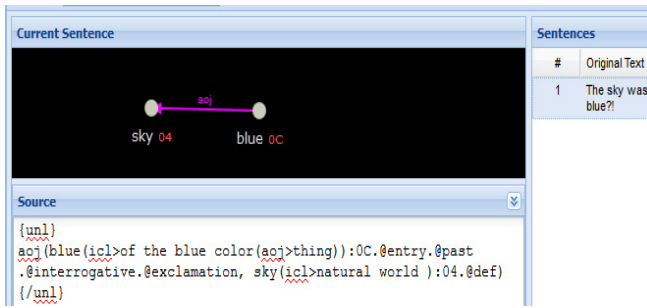 Current Sentence
aoj
sky 04
blue 0C
Source
{unl}
aoj(blue(icl>of the blue color(aoj>thing)):0C.@entry.@past
.@interrogative.@exclamation, sky(icl>natural world ):04.@def)
{/unl}
Sentences
# Original Text
1 The sky was
blue?!